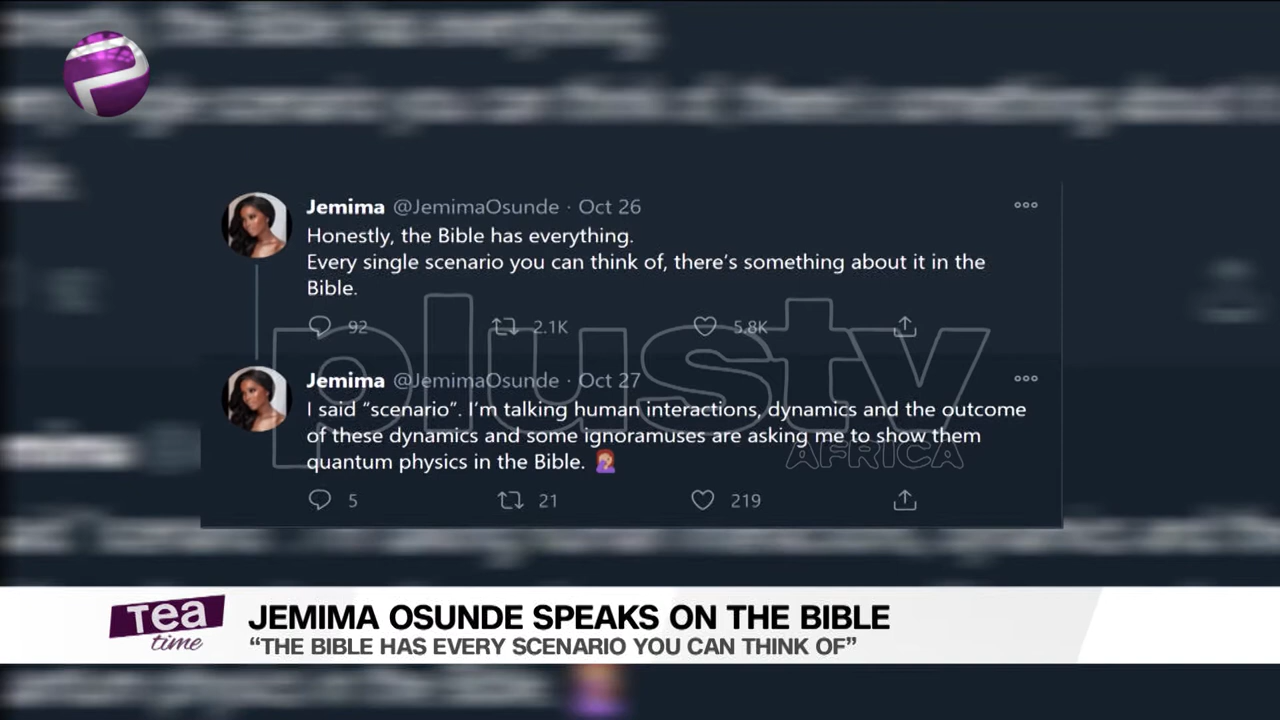 Jemima @JemimaOsunde · Oct 26
Honestly, the Bible has everything.
Every single scenario you can think of, there's something about it in the
Bible.
92 2.1K 5.8K
Jemima @JemimaOsunde · Oct 27
I said “scenario”. I'm talking human interactions, dynamics and the outcome
of these dynamics and some ignoramuses are asking me to show them
quantum physics in the Bible. 🤦🏽‍♀️
5 21 219
plustv
AFRICA
Tea
time
JEMIMA OSUNDE SPEAKS ON THE BIBLE
“THE BIBLE HAS EVERY SCENARIO YOU CAN THINK OF”